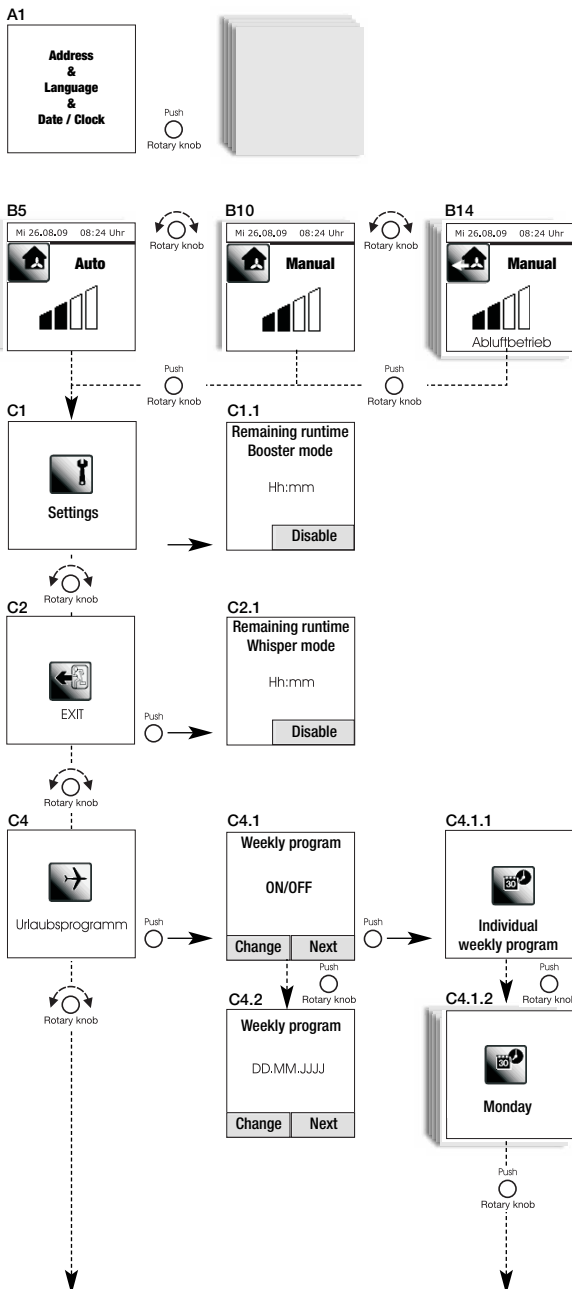 A1
Address
&
Language
&
Date / Clock
Push
Rotary knob
B5
Mi 26.08.09 08:24 Uhr
Auto
Rotary knob
B10
Mi 26.08.09 08:24 Uhr
Manual
Rotary knob
B14
Mi 26.08.09 08:24 Uhr
Manual
Abluftbetrieb
Push
Rotary knob
Push
Rotary knob
C1
Settings
C1.1
Remaining runtime
Booster mode
Hh:mm
Disable
Rotary knob
C2
EXIT
Push
C2.1
Remaining runtime
Whisper mode
Hh:mm
Disable
Rotary knob
C4
Urlaubsprogramm
Push
C4.1
Weekly program
ON/OFF
Change Next
Push
C4.1.1
30
Individual
weekly program
Rotary knob
Push
Rotary knob
Push
Rotary knob
C4.2
Weekly program
DD.MM.JJJJ
Change Next
C4.1.2
30
Monday
Push
Rotary knob